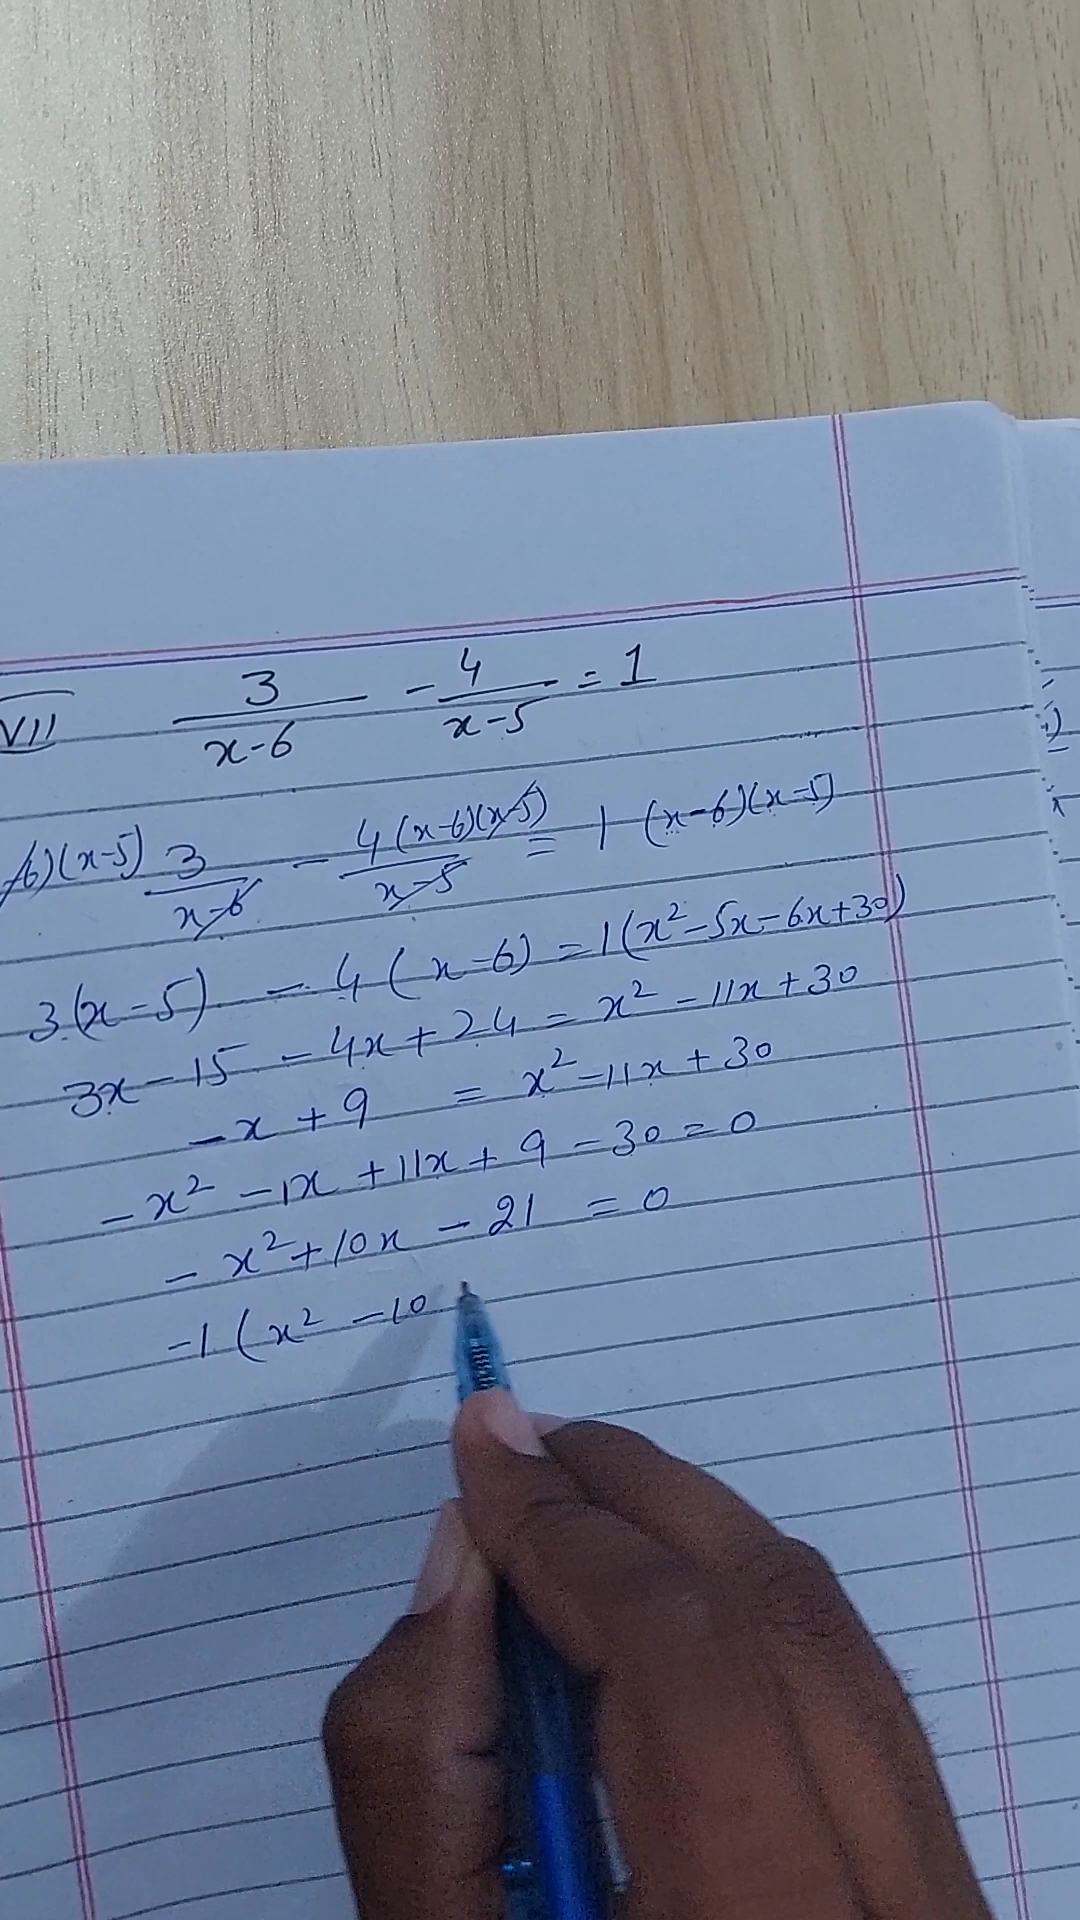 VII 3/(x-6) - 4/(x-5) = 1
6)(x-5) 3/(x-6) - 4(x-6)(x-5)/(x-5) = 1 (x-6)(x-5)
3(x-5) - 4(x-6) = 1(x² - 5x - 6x + 30)
3x - 15 - 4x + 24 = x² - 11x + 30
-x + 9 = x² - 11x + 30
-x² - 1x + 11x + 9 - 30 = 0
- x² + 10x - 21 = 0
-1 (x² - 10